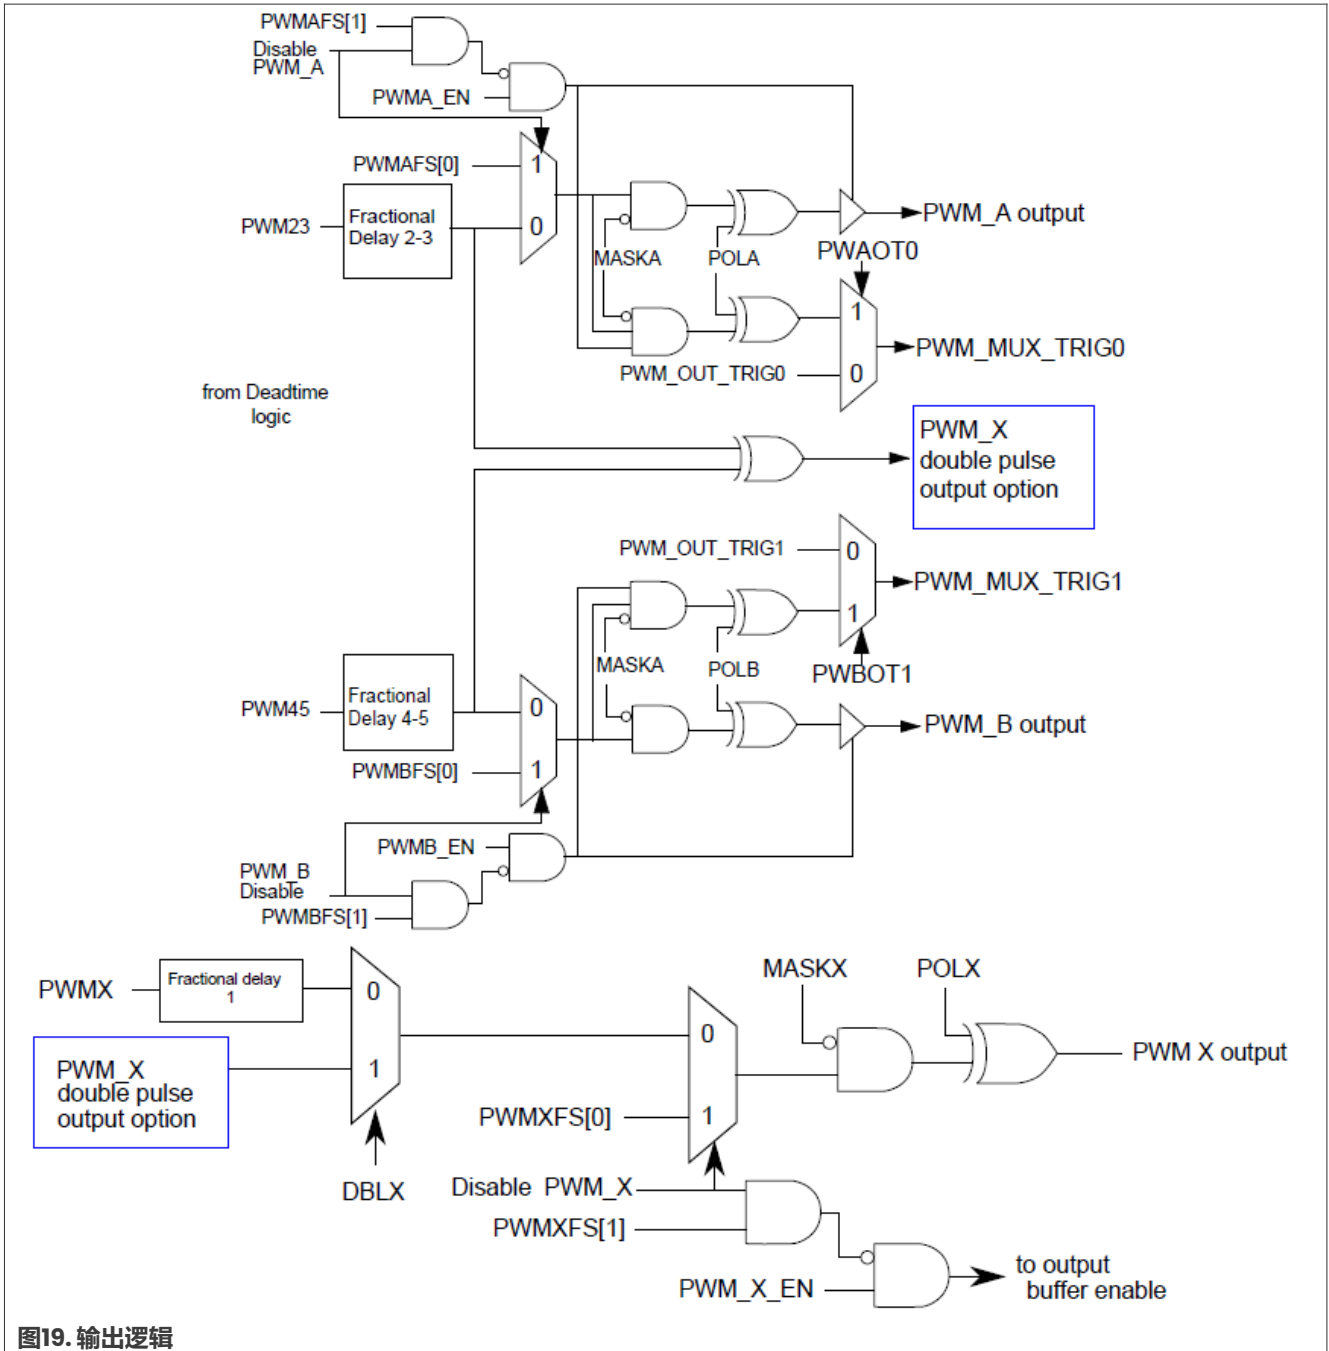 PWMAFS[1]
Disable
PWM_A
PWMA_EN
PWMAFS[0]
1
PWM23
Fractional
Delay 2-3
0
PWM_A output
MASKA
POLA
PWAOT0
1
PWM_MUX_TRIG0
PWM_OUT_TRIG0
0
from Deadtime
logic
PWM_X
double pulse
output option
PWM_OUT_TRIG1
0
PWM_MUX_TRIG1
1
MASKA
POLB
PWBOT1
PWM45
Fractional
Delay 4-5
0
PWM_B output
PWMBFS[0]
1
PWMB_EN
PWM_B
Disable
PWMBFS[1]
PWMX
Fractional delay
1
0
MASKX
POLX
0
PWM X output
PWM_X
double pulse
output option
1
PWMXFS[0]
1
DBLX
Disable PWM_X
PWMXFS[1]
PWM_X_EN
to output
buffer enable
图19. 输出逻辑